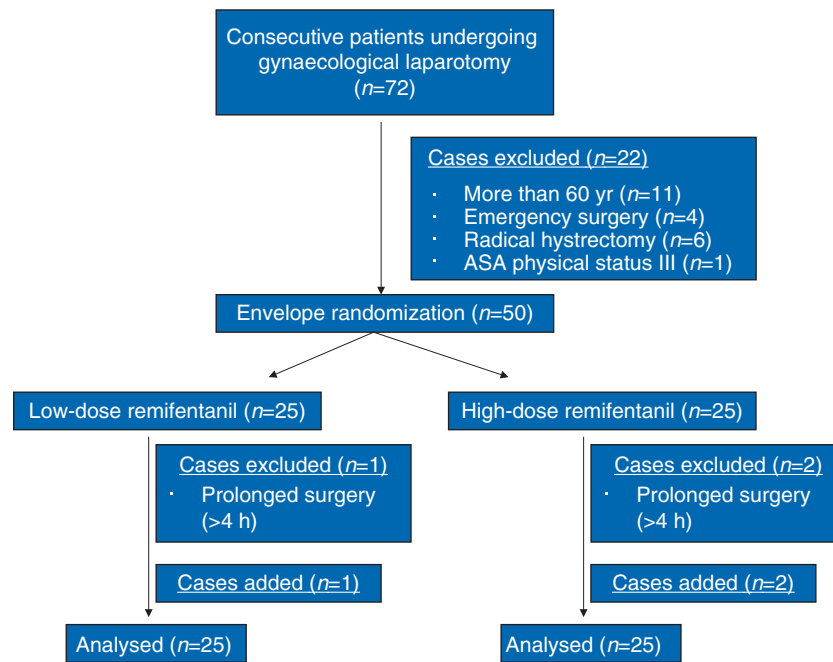 Consecutive patients undergoing
gynaecological laparotomy
(n=72)
Cases excluded (n=22)
· More than 60 yr (n=11)
· Emergency surgery (n=4)
· Radical hystrectomy (n=6)
· ASA physical status III (n=1)
Envelope randomization (n=50)
Low-dose remifentanil (n=25)
High-dose remifentanil (n=25)
Cases excluded (n=1)
· Prolonged surgery
(>4 h)
Cases excluded (n=2)
· Prolonged surgery
(>4 h)
Cases added (n=1)
Cases added (n=2)
Analysed (n=25)
Analysed (n=25)